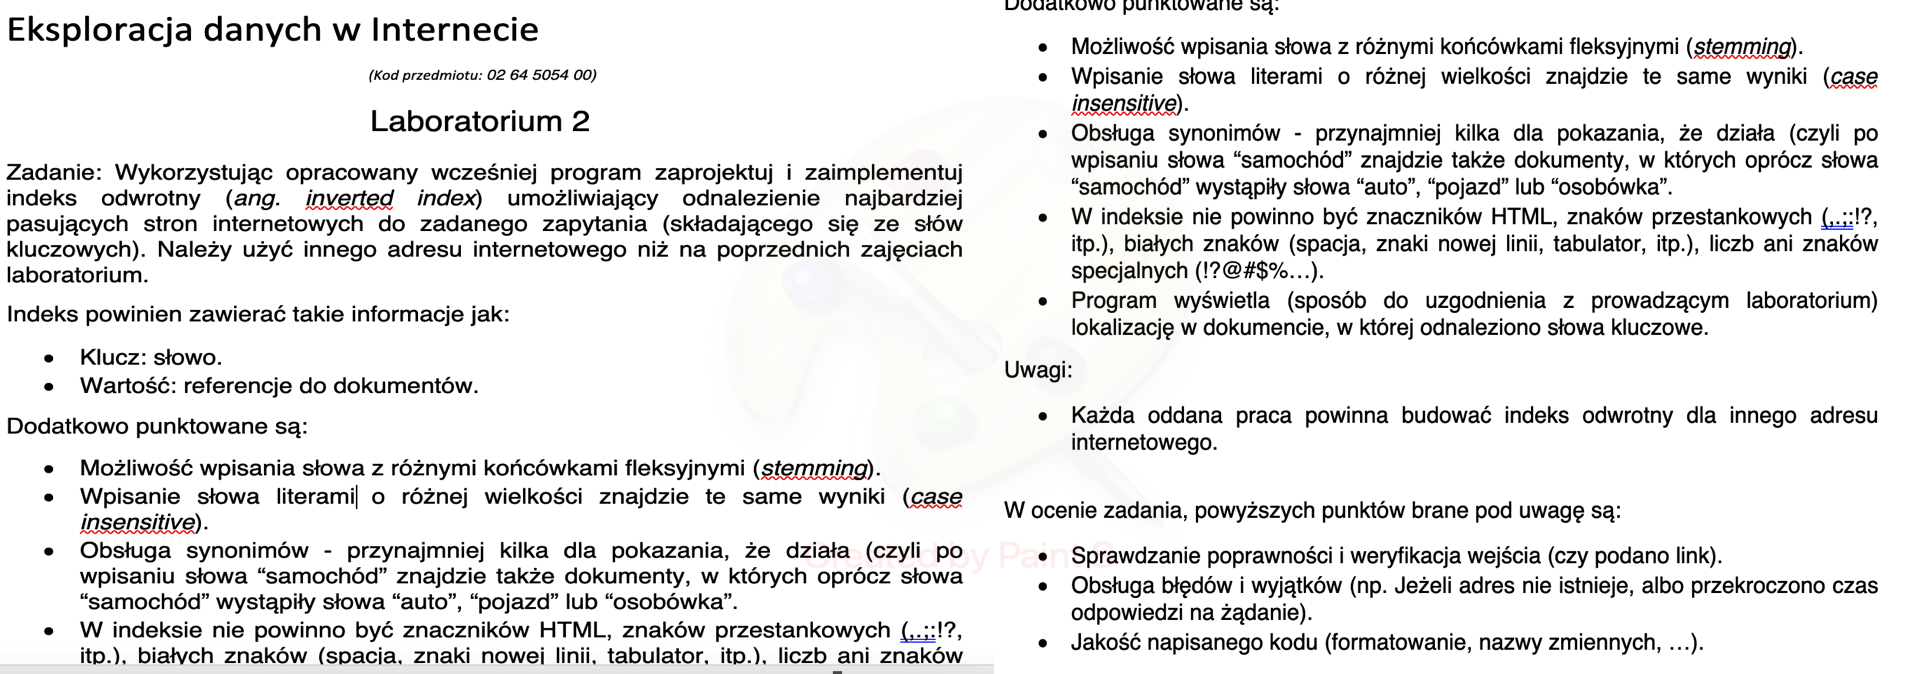 Eksploracja danych w Internecie
(Kod przedmiotu: 02 64 5054 00)
Laboratorium 2
Zadanie: Wykorzystując opracowany wcześniej program zaprojektuj i zaimplementuj
indeks odwrotny (ang. inverted index) umożliwiający odnalezienie najbardziej
pasujących stron internetowych do zadanego zapytania (składającego się ze słów
kluczowych). Należy użyć innego adresu internetowego niż na poprzednich zajęciach
laboratorium.
Indeks powinien zawierać takie informacje jak:
• Klucz: słowo.
• Wartość: referencje do dokumentów.
Dodatkowo punktowane są:
• Możliwość wpisania słowa z różnymi końcówkami fleksyjnymi (stemming).
• Wpisanie słowa literami o różnej wielkości znajdzie te same wyniki (case
insensitive).
• Obsługa synonimów - przynajmniej kilka dla pokazania, że działa (czyli po
wpisaniu słowa “samochód” znajdzie także dokumenty, w których oprócz słowa
“samochód” wystąpiły słowa “auto”, “pojazd” lub “osobówka”.
• W indeksie nie powinno być znaczników HTML, znaków przestankowych (,.;:!?,
itp.), białych znaków (spacja, znaki nowej linii, tabulator, itp.), liczb ani znaków
Dodatkowo punktowane są:
• Możliwość wpisania słowa z różnymi końcówkami fleksyjnymi (stemming).
• Wpisanie słowa literami o różnej wielkości znajdzie te same wyniki (case
insensitive).
• Obsługa synonimów - przynajmniej kilka dla pokazania, że działa (czyli po
wpisaniu słowa “samochód” znajdzie także dokumenty, w których oprócz słowa
“samochód” wystąpiły słowa “auto”, “pojazd” lub “osobówka”.
• W indeksie nie powinno być znaczników HTML, znaków przestankowych (,.;:!?,
itp.), białych znaków (spacja, znaki nowej linii, tabulator, itp.), liczb ani znaków
specjalnych (!?@#$%…).
• Program wyświetla (sposób do uzgodnienia z prowadzącym laboratorium)
lokalizację w dokumencie, w której odnaleziono słowa kluczowe.
Uwagi:
• Każda oddana praca powinna budować indeks odwrotny dla innego adresu
internetowego.
W ocenie zadania, powyższych punktów brane pod uwagę są:
• Sprawdzanie poprawności i weryfikacja wejścia (czy podano link).
• Obsługa błędów i wyjątków (np. Jeżeli adres nie istnieje, albo przekroczono czas
odpowiedzi na żądanie).
• Jakość napisanego kodu (formatowanie, nazwy zmiennych, …).
Created by Paint